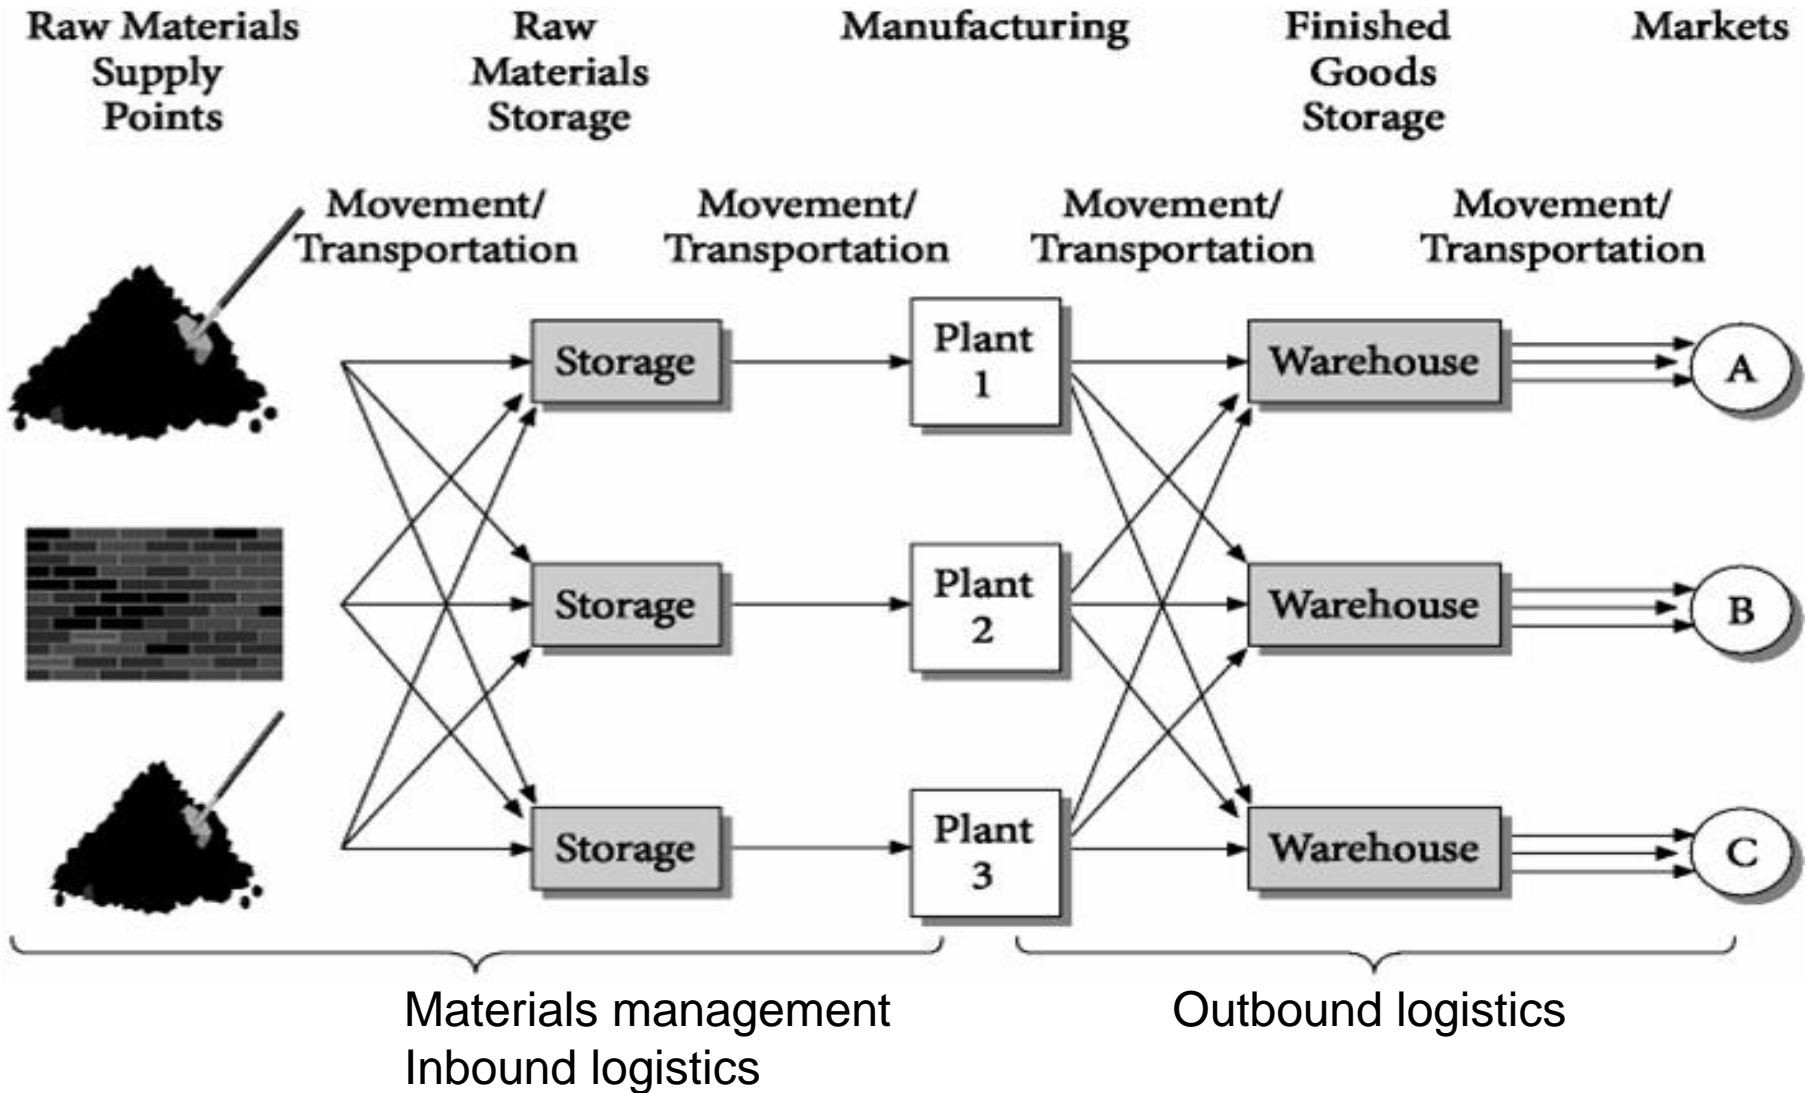 Raw Materials
Supply
Points
Raw
Materials
Storage
Manufacturing
Finished
Goods
Storage
Markets
Movement/
Transportation
Movement/
Transportation
Movement/
Transportation
Movement/
Transportation
Storage
Plant
1
Warehouse
A
Storage
Plant
2
Warehouse
B
Storage
Plant
3
Warehouse
C
Materials management
Inbound logistics
Outbound logistics